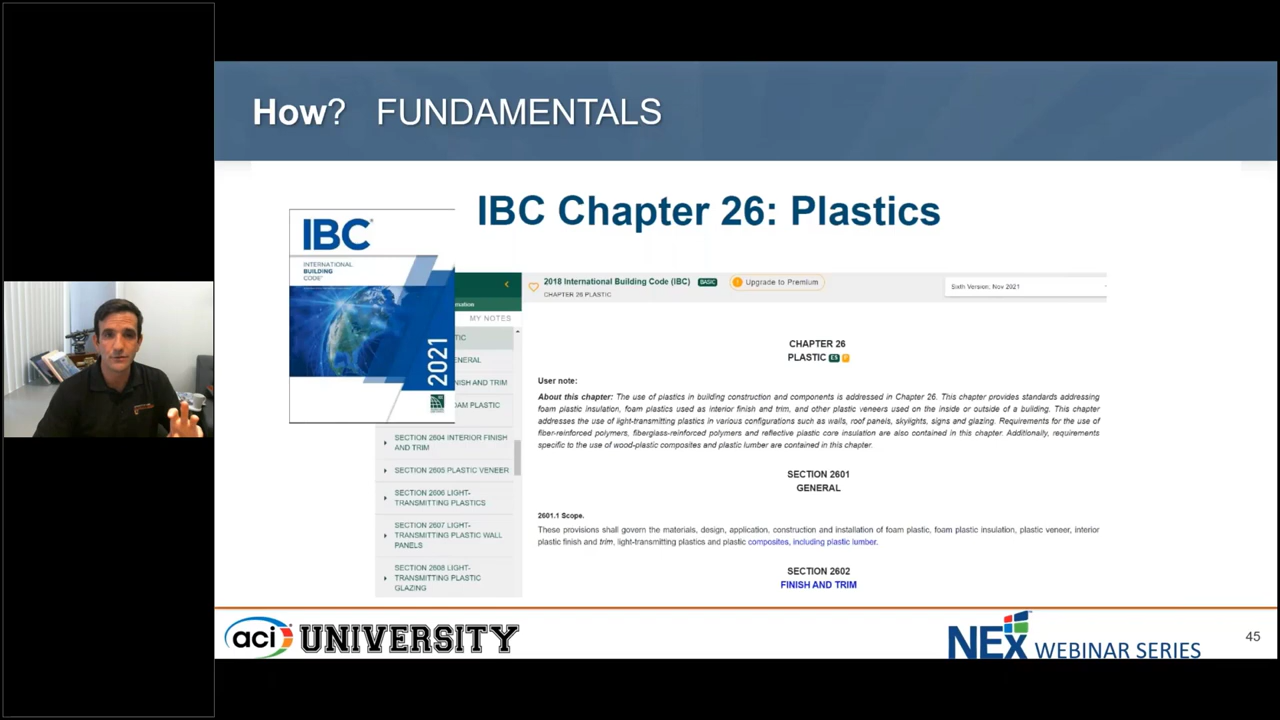 How? FUNDAMENTALS
IBC Chapter 26: Plastics
IBC
INTERNATIONAL
BUILDING
CODE
2021
MY NOTES
TIC
ENERAL
NISH AND TRIM
OAM PLASTIC
SECTION 2604 INTERIOR FINISH
AND TRIM
SECTION 2605 PLASTIC VENEER
SECTION 2606 LIGHT-
TRANSMITTING PLASTICS
SECTION 2607 LIGHT-
TRANSMITTING PLASTIC WALL
PANELS
SECTION 2608 LIGHT-
TRANSMITTING PLASTIC
GLAZING
2018 International Building Code (IBC) BASIC Upgrade to Premium
CHAPTER 26 PLASTIC
Sixth Version, Nov 2021
CHAPTER 26
PLASTIC ES
User note:
About this chapter: The use of plastics in building construction and components is addressed in Chapter 26. This chapter provides standards addressing
foam plastic insulation, foam plastics used as interior finish and trim, and other plastic veneers used on the inside or outside of a building. This chapter
addresses the use of light-transmitting plastics in various configurations such as walls, roof panels, skylights, signs and glazing. Requirements for the use of
fiber-reinforced polymers, fiberglass-reinforced polymers and reflective plastic core insulation are also contained in this chapter. Additionally, requirements
specific to the use of wood-plastic composites and plastic lumber are contained in this chapter.
SECTION 2601
GENERAL
2601.1 Scope.
These provisions shall govern the materials, design, application, construction and installation of foam plastic, foam plastic insulation, plastic veneer, interior
plastic finish and trim, light-transmitting plastics and plastic composites, including plastic lumber.
SECTION 2602
FINISH AND TRIM
aci UNIVERSITY
NEX WEBINAR SERIES
45